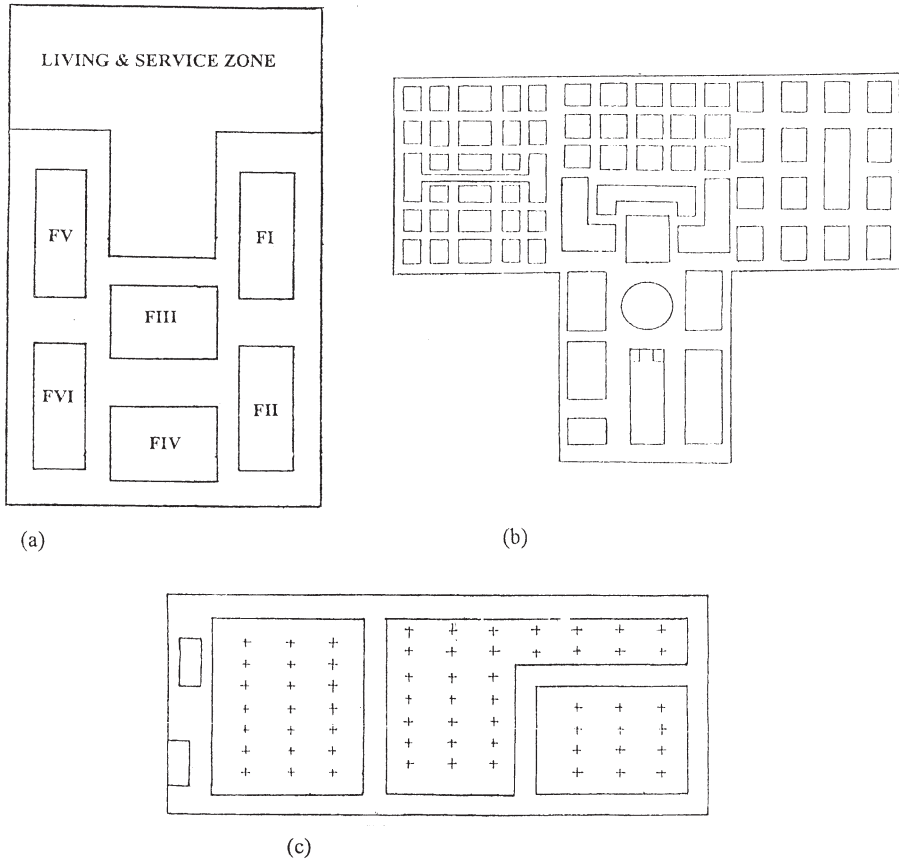 LIVING & SERVICE ZONE
FV
FI
FIII
FVI
FII
FIV
(a)
(b)
(c)